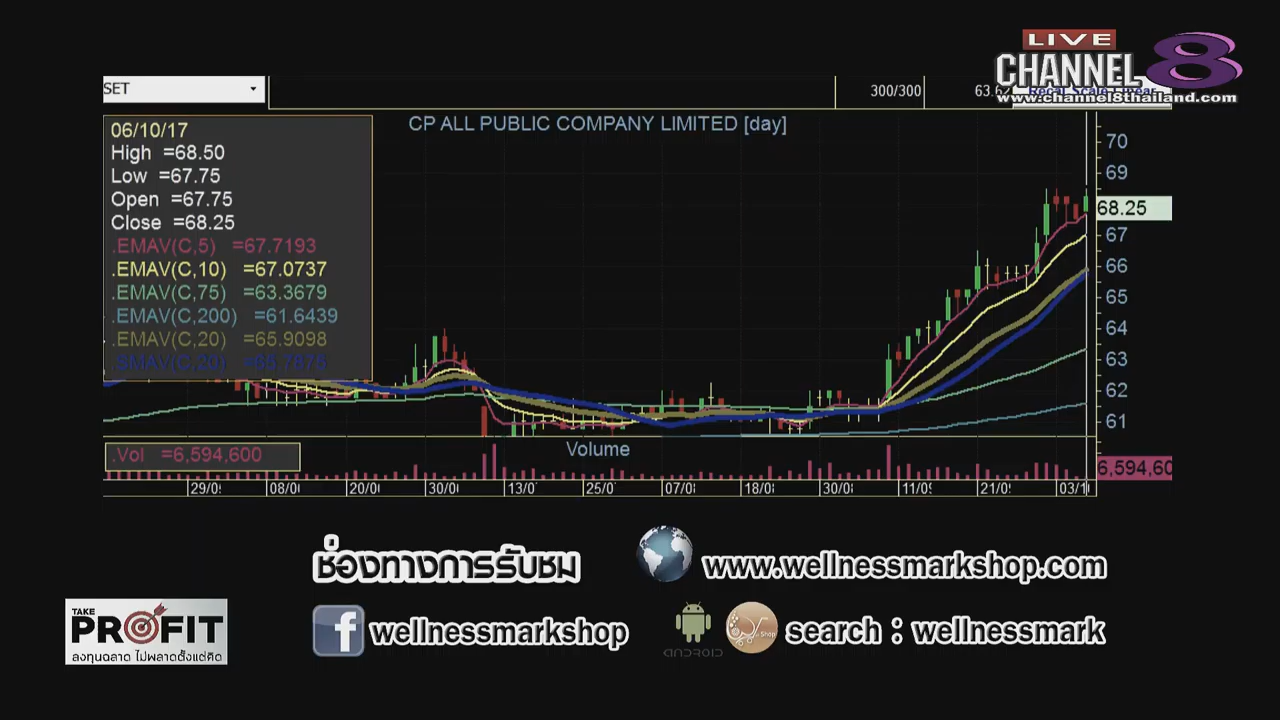 LIVE
CHANNEL 8
www.channel8thailand.com
SET
300/300
06/10/17
High =68.50
Low =67.75
Open =67.75
Close =68.25
.EMAV(C,5) =67.7193
.EMAV(C,10) =67.0737
.EMAV(C,75) =63.3679
.EMAV(C,200) =61.6439
.EMAV(C,20) =65.9098
.SMAV(C,20) =65.7875
CP ALL PUBLIC COMPANY LIMITED [day]
70
69
68.25
67
66
65
64
63
62
61
.Vol =6,594,600
Volume
6,594,60
29/0 08/0 20/0 30/0 13/0 25/0 07/0 18/0 30/0 11/0 21/0 03/1
ช่องทางการรับชม
www.wellnessmarkshop.com
wellnessmarkshop
ANDROID
search : wellnessmark
TAKE
PROFIT
ลงทุนฉลาด ไม่พลาดตั้งแต่คิด